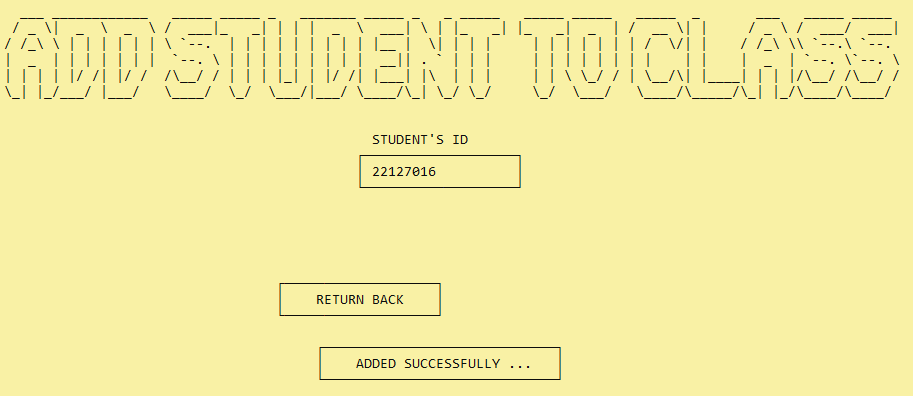 ADD STUDENT TO CLASS
STUDENT'S ID
22127016
RETURN BACK
ADDED SUCCESSFULLY ...